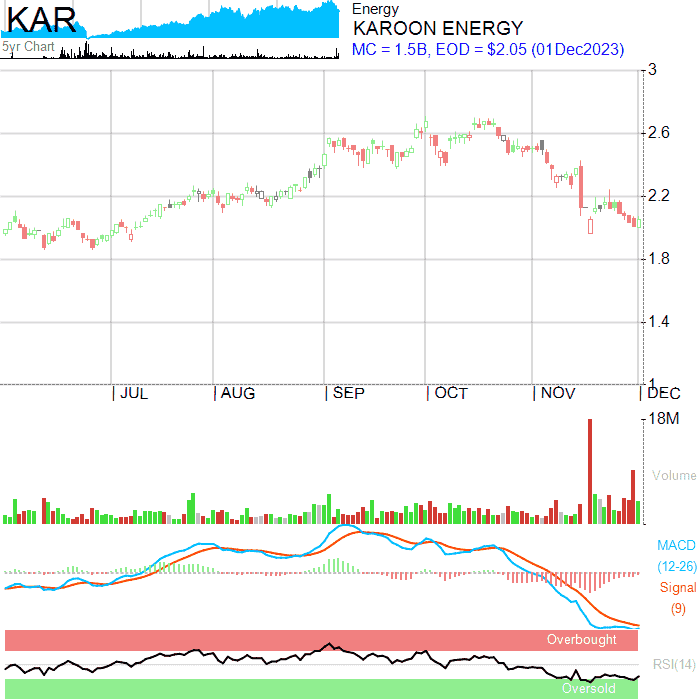 KAR
5yr Chart
Energy
KAROON ENERGY
MC = 1.5B, EOD = $2.05 (01Dec2023)
3
2.6
2.2
1.8
1.4
1
| JUL | AUG | SEP | OCT | NOV | DEC
18M
Volume
MACD
(12-26)
Signal
(9)
Overbought
RSI(14)
Oversold